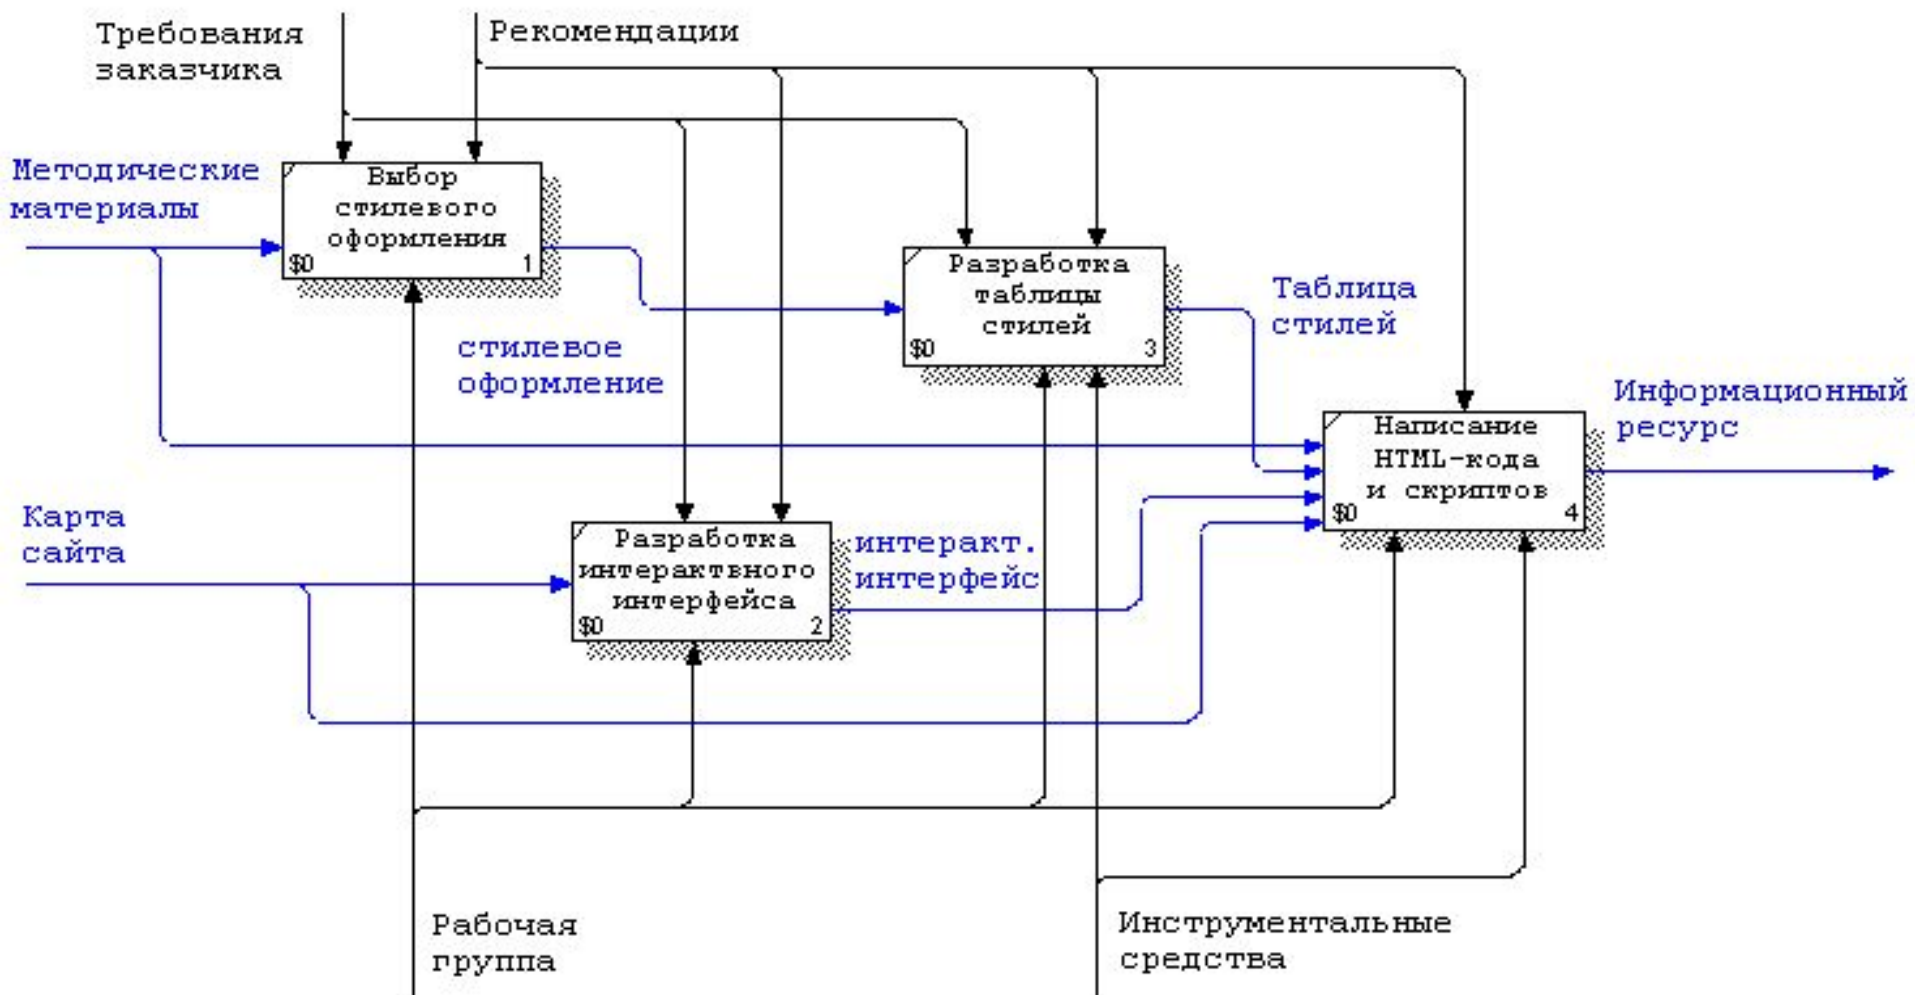 Требования
заказчика
Рекомендации
Методические
материалы
Выбор
стилевого
оформления
$0
1
Разработка
таблицы
стилей
$0
3
Таблица
стилей
стилевое
оформление
Информационный
ресурс
Написание
HTML-кода
и скриптов
$0
4
Карта
сайта
Разработка
интерактвного
интерфейса
$0
2
интеракт.
интерфейс
Рабочая
группа
Инструментальные
средства